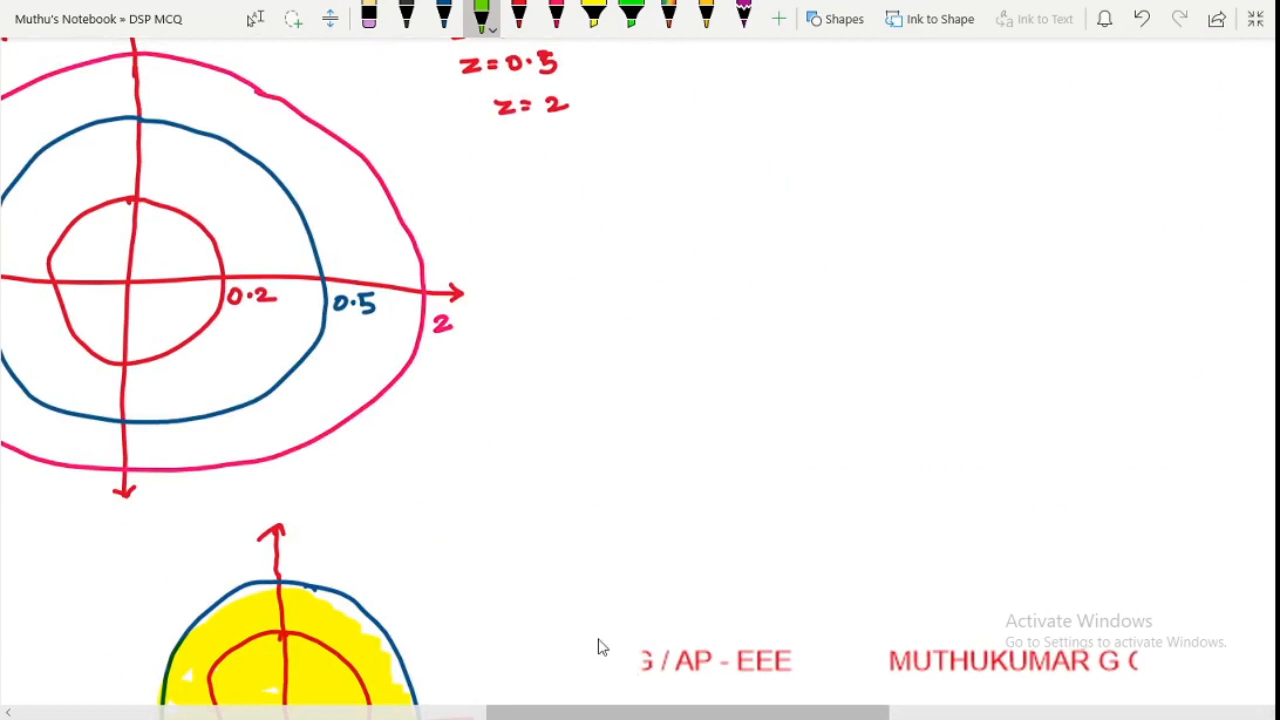 Muthu's Notebook » DSP MCQ
Shapes
Ink to Shape
Ink to Text
z=0.5
z= 2
0.2
0.5
2
Activate Windows
Go to Settings to activate Windows.
G / AP - EEE
MUTHUKUMAR G